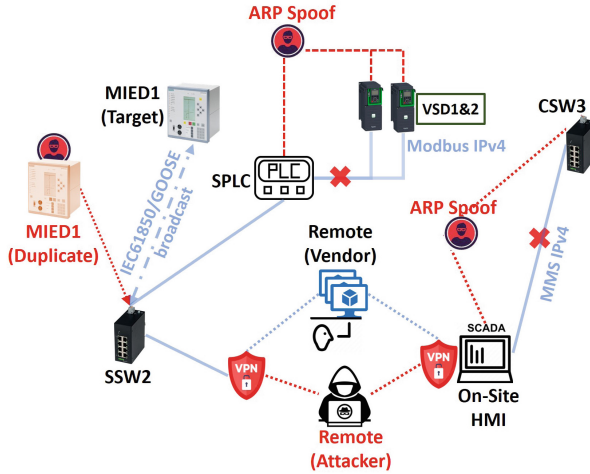 ARP Spoof
MIED1
(Target)
VSD1&2
CSW3
Modbus IPv4
SPLC
PLC
MIED1
(Duplicate)
IEC61850/GOOSE
broadcast
ARP Spoof
Remote
(Vendor)
MMS IPv4
SCADA
SSW2
VPN
VPN
On-Site
HMI
Remote
(Attacker)